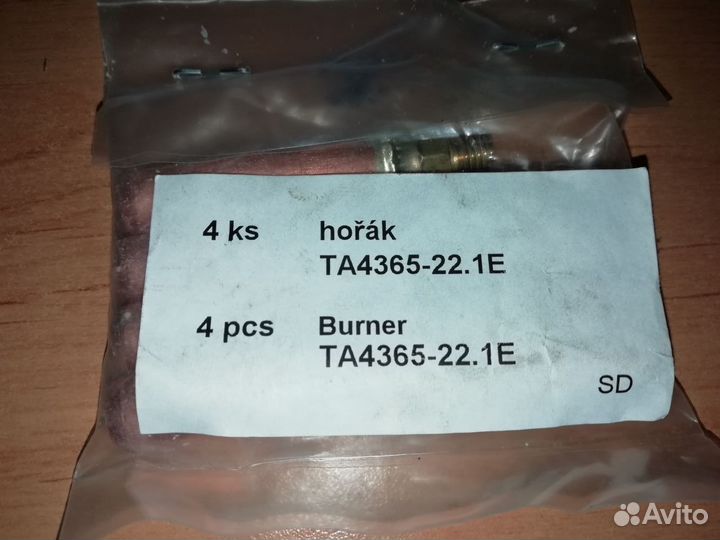 4 ks hořák
TA4365-22.1E
4 pcs Burner
TA4365-22.1E
SD
Avito